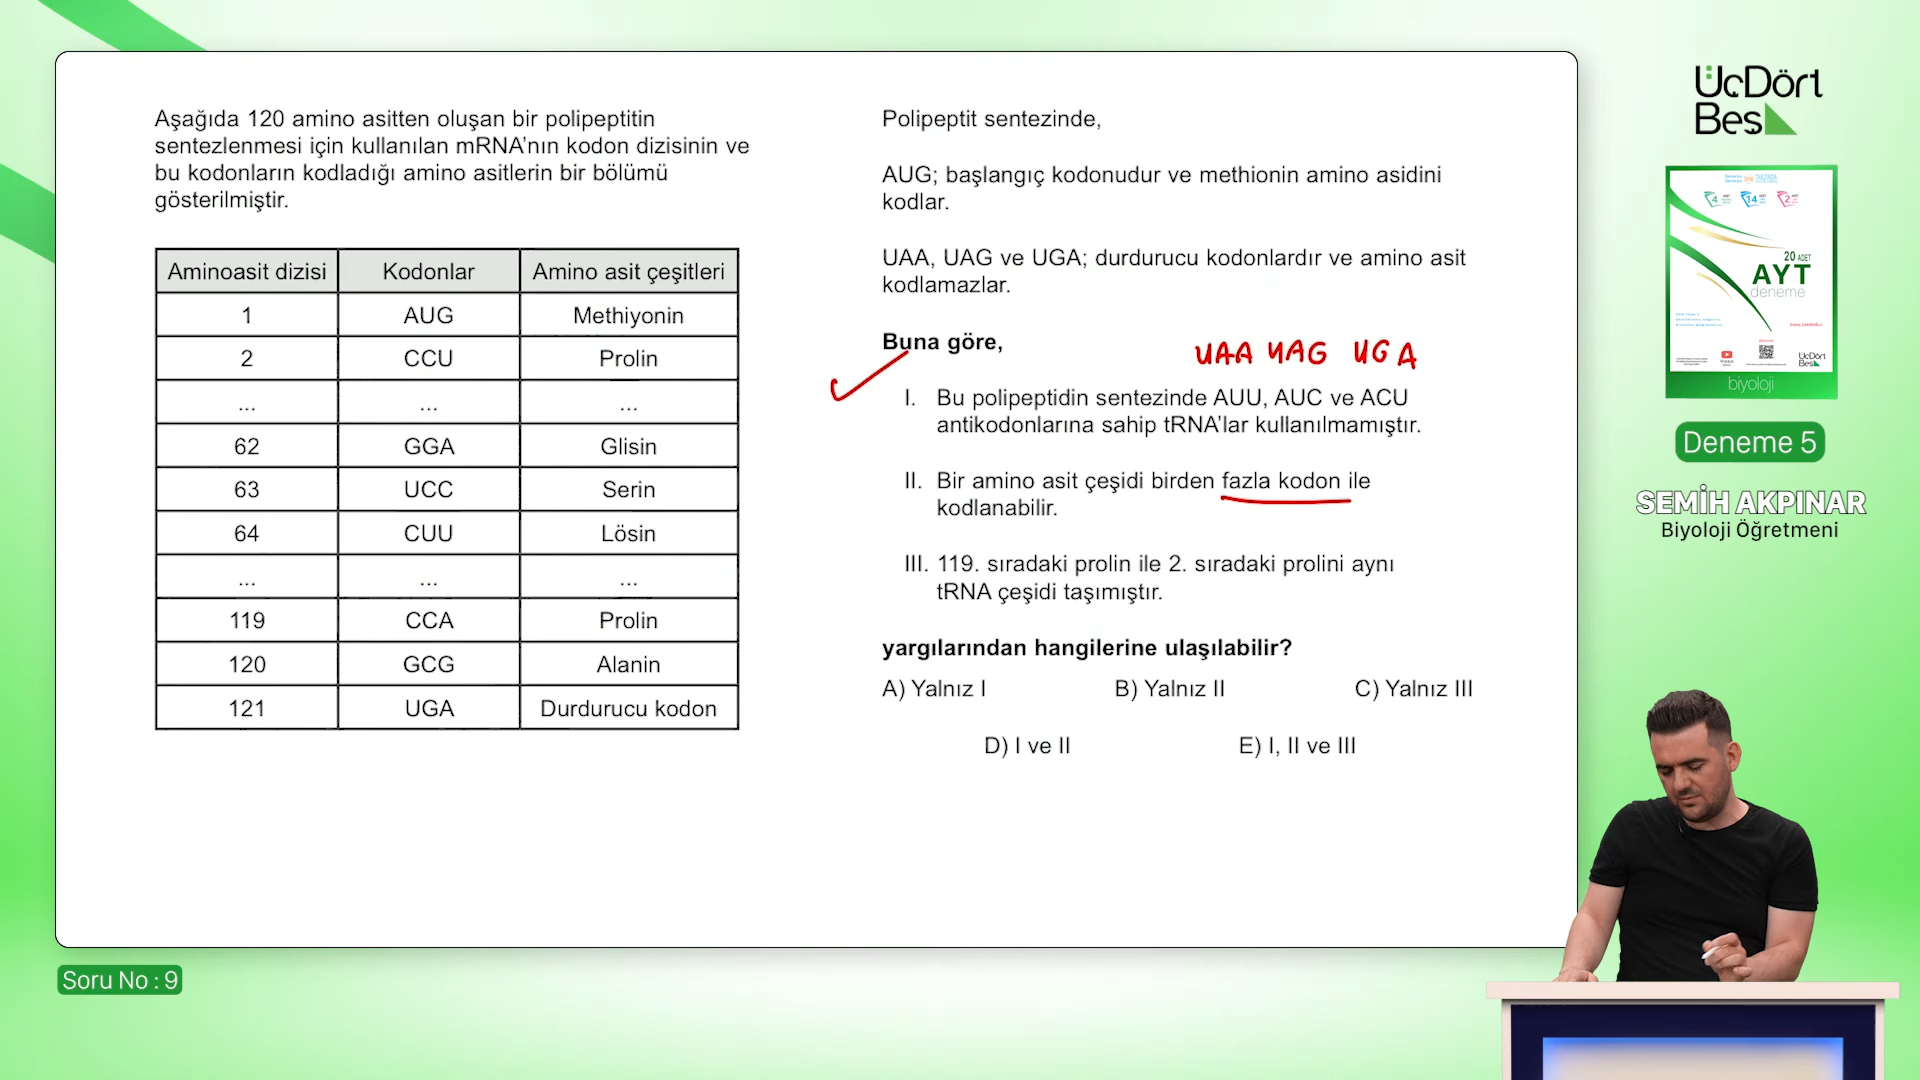 Aşağıda 120 amino asitten oluşan bir polipeptitin
sentezlenmesi için kullanılan mRNA'nın kodon dizisinin ve
bu kodonların kodladığı amino asitlerin bir bölümü
gösterilmiştir.
Aminoasit dizisi Kodonlar Amino asit çeşitleri
1 AUG Methiyonin
2 CCU Prolin
... ... ...
62 GGA Glisin
63 UCC Serin
64 CUU Lösin
... ... ...
119 CCA Prolin
120 GCG Alanin
121 UGA Durdurucu kodon
Polipeptit sentezinde,
AUG; başlangıç kodonudur ve methionin amino asidini
kodlar.
UAA, UAG ve UGA; durdurucu kodonlardır ve amino asit
kodlamazlar.
Buna göre,
UAA UAG UGA
I. Bu polipeptidin sentezinde AUU, AUC ve ACU
antikodonlarına sahip tRNA'lar kullanılmamıştır.
II. Bir amino asit çeşidi birden fazla kodon ile
kodlanabilir.
III. 119. sıradaki prolin ile 2. sıradaki prolini aynı
tRNA çeşidi taşımıştır.
yargılarından hangilerine ulaşılabilir?
A) Yalnız I B) Yalnız II C) Yalnız III
D) I ve II E) I, II ve III
ÜçDört
Beş
4 14 2
20 ADET
AYT
deneme
ÜçDört
Beş
biyoloji
Deneme 5
SEMİH AKPINAR
Biyoloji Öğretmeni
Soru No : 9